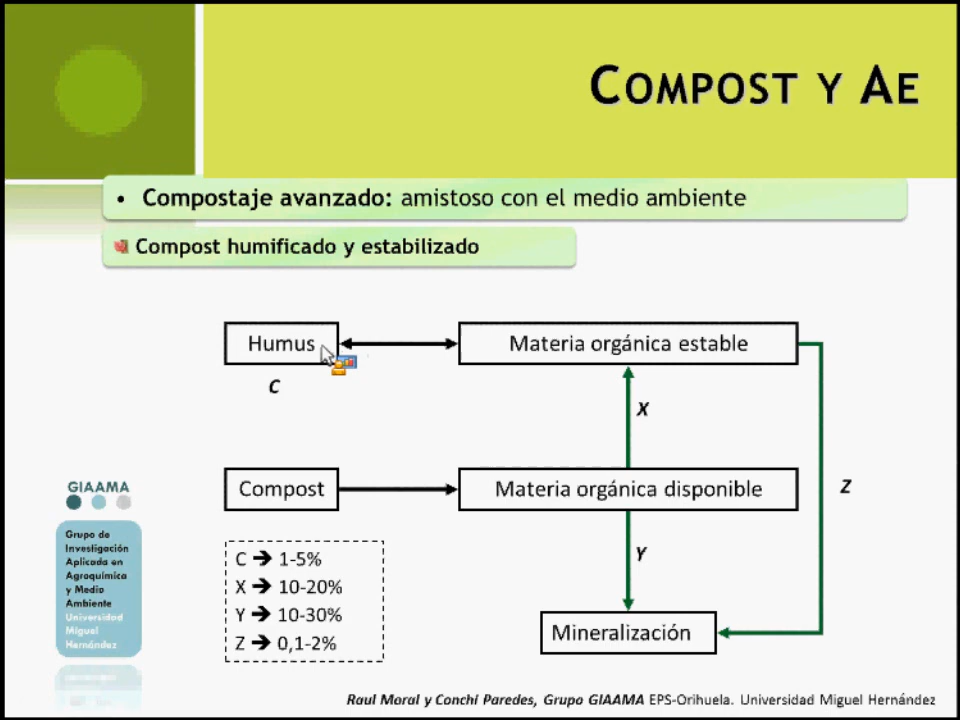 COMPOST Y AE
• Compostaje avanzado: amistoso con el medio ambiente
Compost humificado y estabilizado
Humus
Materia orgánica estable
C
X
Compost
Materia orgánica disponible
Z
Y
C ➔ 1-5%
X ➔ 10-20%
Y ➔ 10-30%
Z ➔ 0,1-2%
Mineralización
GIAAMA
Grupo de
Investigación
Aplicada en
Agroquímica
y Medio
Ambiente
Universidad
Miguel
Hernández
Raul Moral y Conchi Paredes, Grupo GIAAMA EPS-Orihuela. Universidad Miguel Hernández